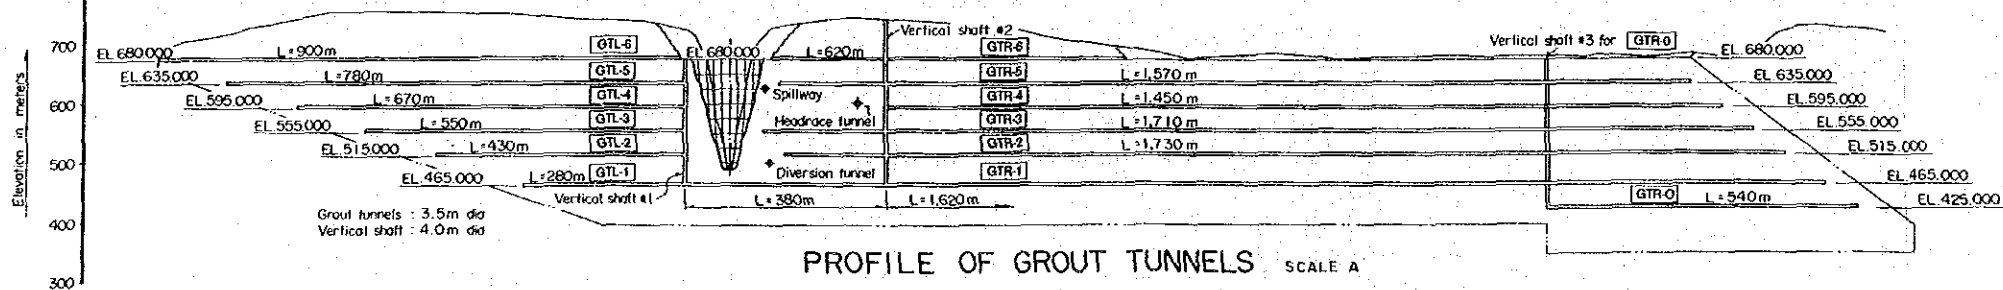 Elevation in meters
700
600
500
400
300
EL.680.000
L=900m
GTL-6
EL.680.000
L=620m
Vertical shaft #2
GTR-6
Vertical shaft #3 for GTR-0
EL.680.000
EL.635.000
L=780m
GTL-5
GTR-5
L=1,570 m
EL.635.000
EL.595.000
L=670m
GTL-4
Spillway
GTR-4
L=1,450 m
EL.595.000
Headrace tunnel
EL.555.000
L=550m
GTL-3
GTR-3
L=1,710 m
EL.555.000
EL.515.000
L=430m
GTL-2
GTR-2
L=1,730 m
EL.515.000
EL.465.000
L=280m
GTL-1
Diversion tunnel
GTR-1
EL.465.000
Vertical shaft #1
L=380m
L=1,620m
GTR-0
L=540m
EL.425.000
Grout tunnels : 3.5m dia
Vertical shaft : 4.0m dia
PROFILE OF GROUT TUNNELS SCALE A